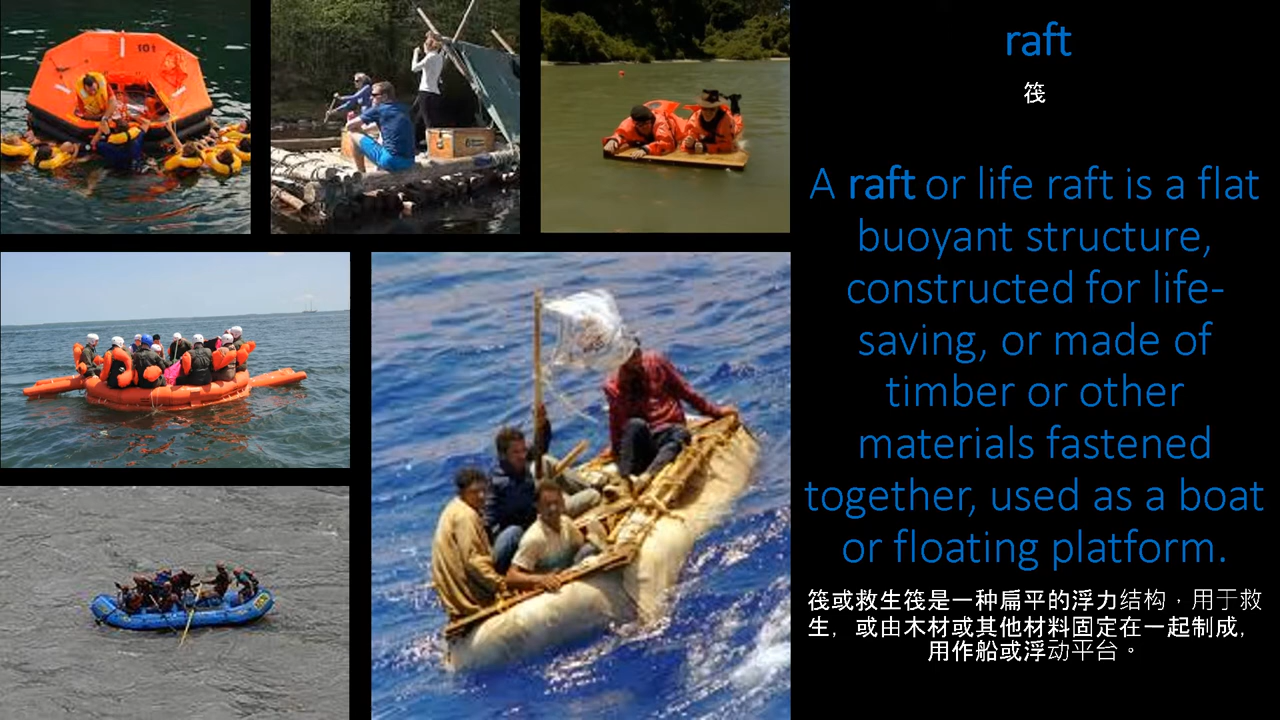 raft
筏
A raft or life raft is a flat
buoyant structure,
constructed for life-
saving, or made of
timber or other
materials fastened
together, used as a boat
or floating platform.
筏或救生筏是一种扁平的浮力结构，用于救
生，或由木材或其他材料固定在一起制成，
用作船或浮动平台。